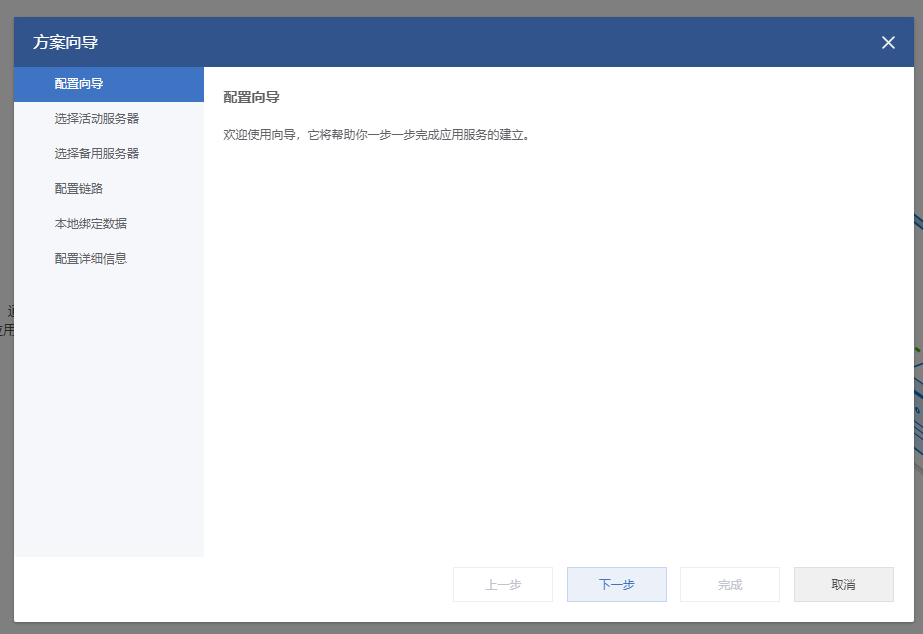 方案向导
配置向导
选择活动服务器
选择备用服务器
配置链路
本地绑定数据
配置详细信息
配置向导
欢迎使用向导，它将帮助你一步一步完成应用服务的建立。
上一步
下一步
完成
取消